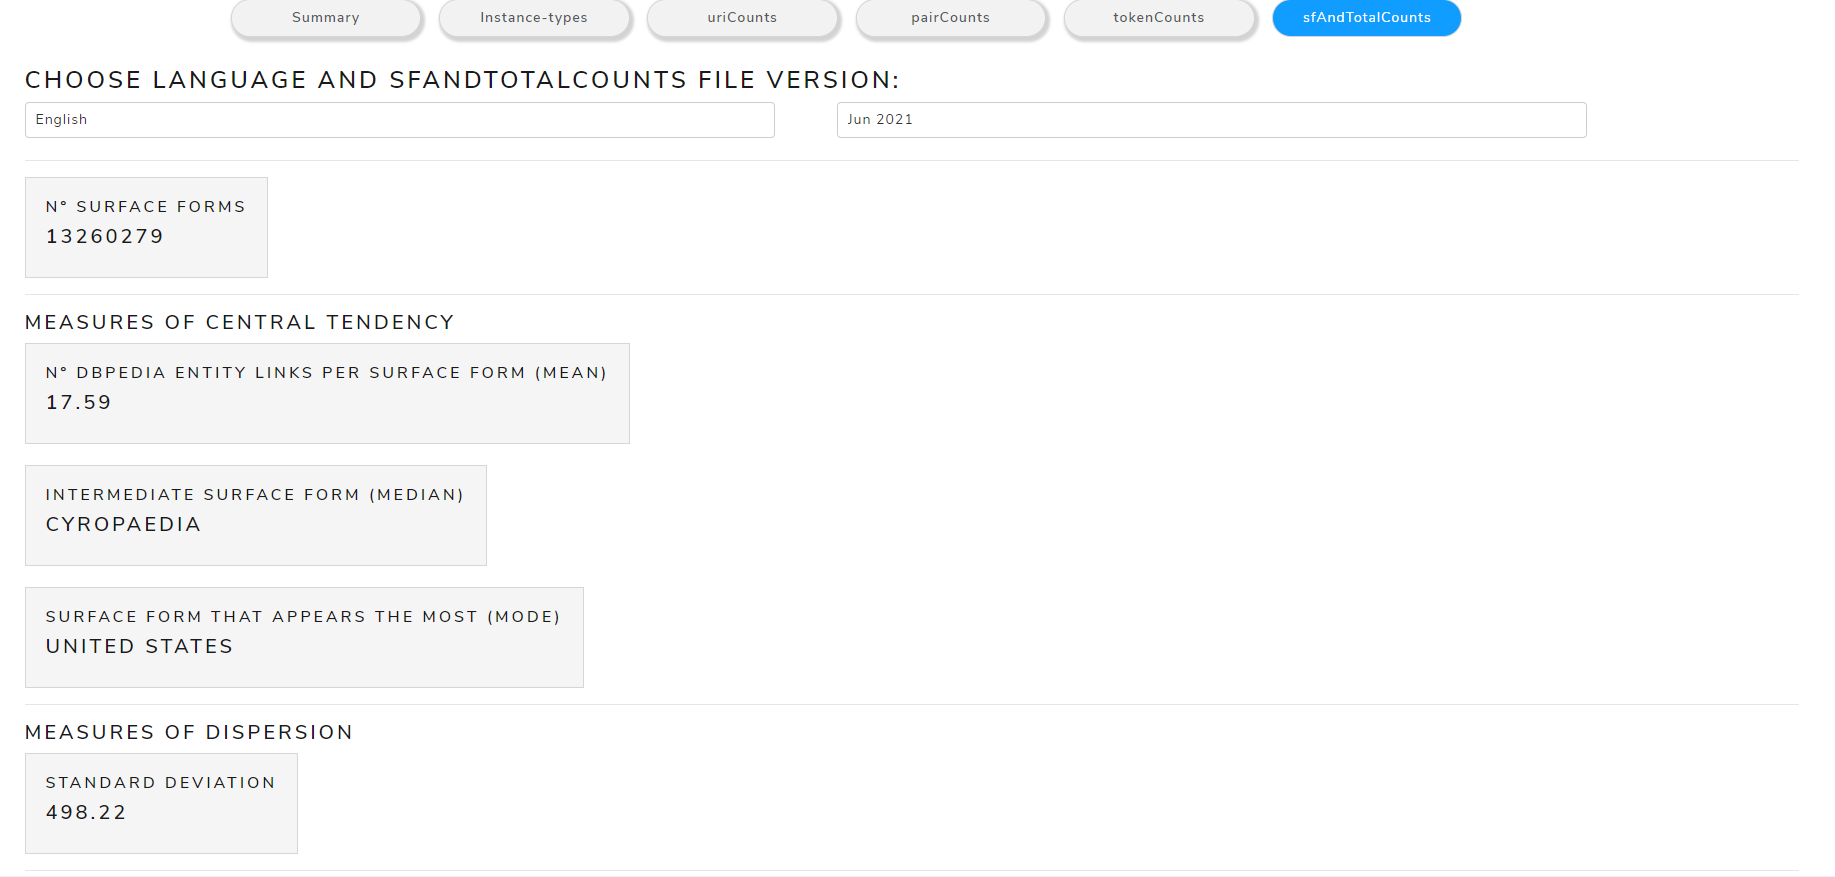 Summary Instance-types uriCounts pairCounts tokenCounts sfAndTotalCounts
CHOOSE LANGUAGE AND SFANDTOTALCOUNTS FILE VERSION:
English Jun 2021
N° SURFACE FORMS
13260279
MEASURES OF CENTRAL TENDENCY
N° DBPEDIA ENTITY LINKS PER SURFACE FORM (MEAN)
17.59
INTERMEDIATE SURFACE FORM (MEDIAN)
CYROPAEDIA
SURFACE FORM THAT APPEARS THE MOST (MODE)
UNITED STATES
MEASURES OF DISPERSION
STANDARD DEVIATION
498.22